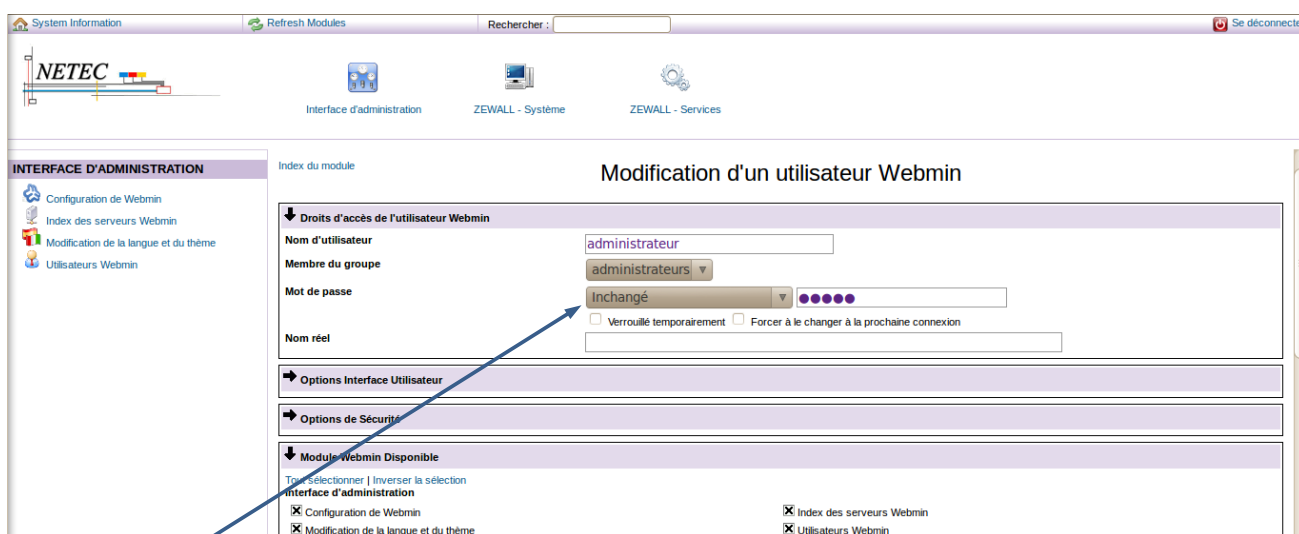 System Information Refresh Modules Rechercher : Se déconnecte
NETEC
Interface d'administration ZEWALL - Système ZEWALL - Services
INTERFACE D'ADMINISTRATION
Configuration de Webmin
Index des serveurs Webmin
Modification de la langue et du thème
Utilisateurs Webmin
Index du module
Modification d'un utilisateur Webmin
Droits d'accès de l'utilisateur Webmin
Nom d'utilisateur administrateur
Membre du groupe administrateurs
Mot de passe Inchangé
Verrouillé temporairement Forcer à le changer à la prochaine connexion
Nom réel
Options Interface Utilisateur
Options de Sécurité
Module Webmin Disponible
Tout sélectionner | Inverser la sélection
Interface d'administration
Configuration de Webmin Index des serveurs Webmin
Modification de la langue et du thème Utilisateurs Webmin